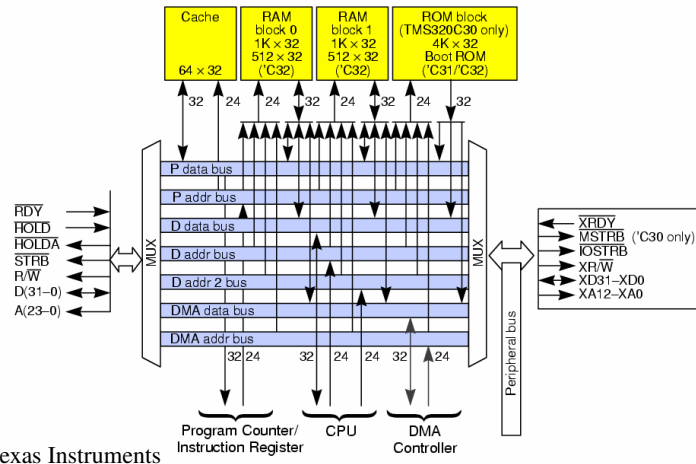 Cache
64 × 32
RAM
block 0
1K × 32
512 × 32
('C32)
RAM
block 1
1K × 32
512 × 32
('C32)
ROM block
(TMS320C30 only)
4K × 32
Boot ROM
('C31/'C32)
32 24 24 32 24 32 24 32
P data bus
P addr bus
D data bus
D addr bus
D addr 2 bus
DMA data bus
DMA addr bus
MUX
MUX
RDY
HOLD
HOLDA
STRB
R/W
D(31–0)
A(23–0)
XRDY
MSTRB ('C30 only)
IOSTRB
XR/W
XD31–XD0
XA12–XA0
Peripheral bus
32 24 32 24 24 32 24
Program Counter/
Instruction Register
CPU
DMA
Controller
exas Instruments